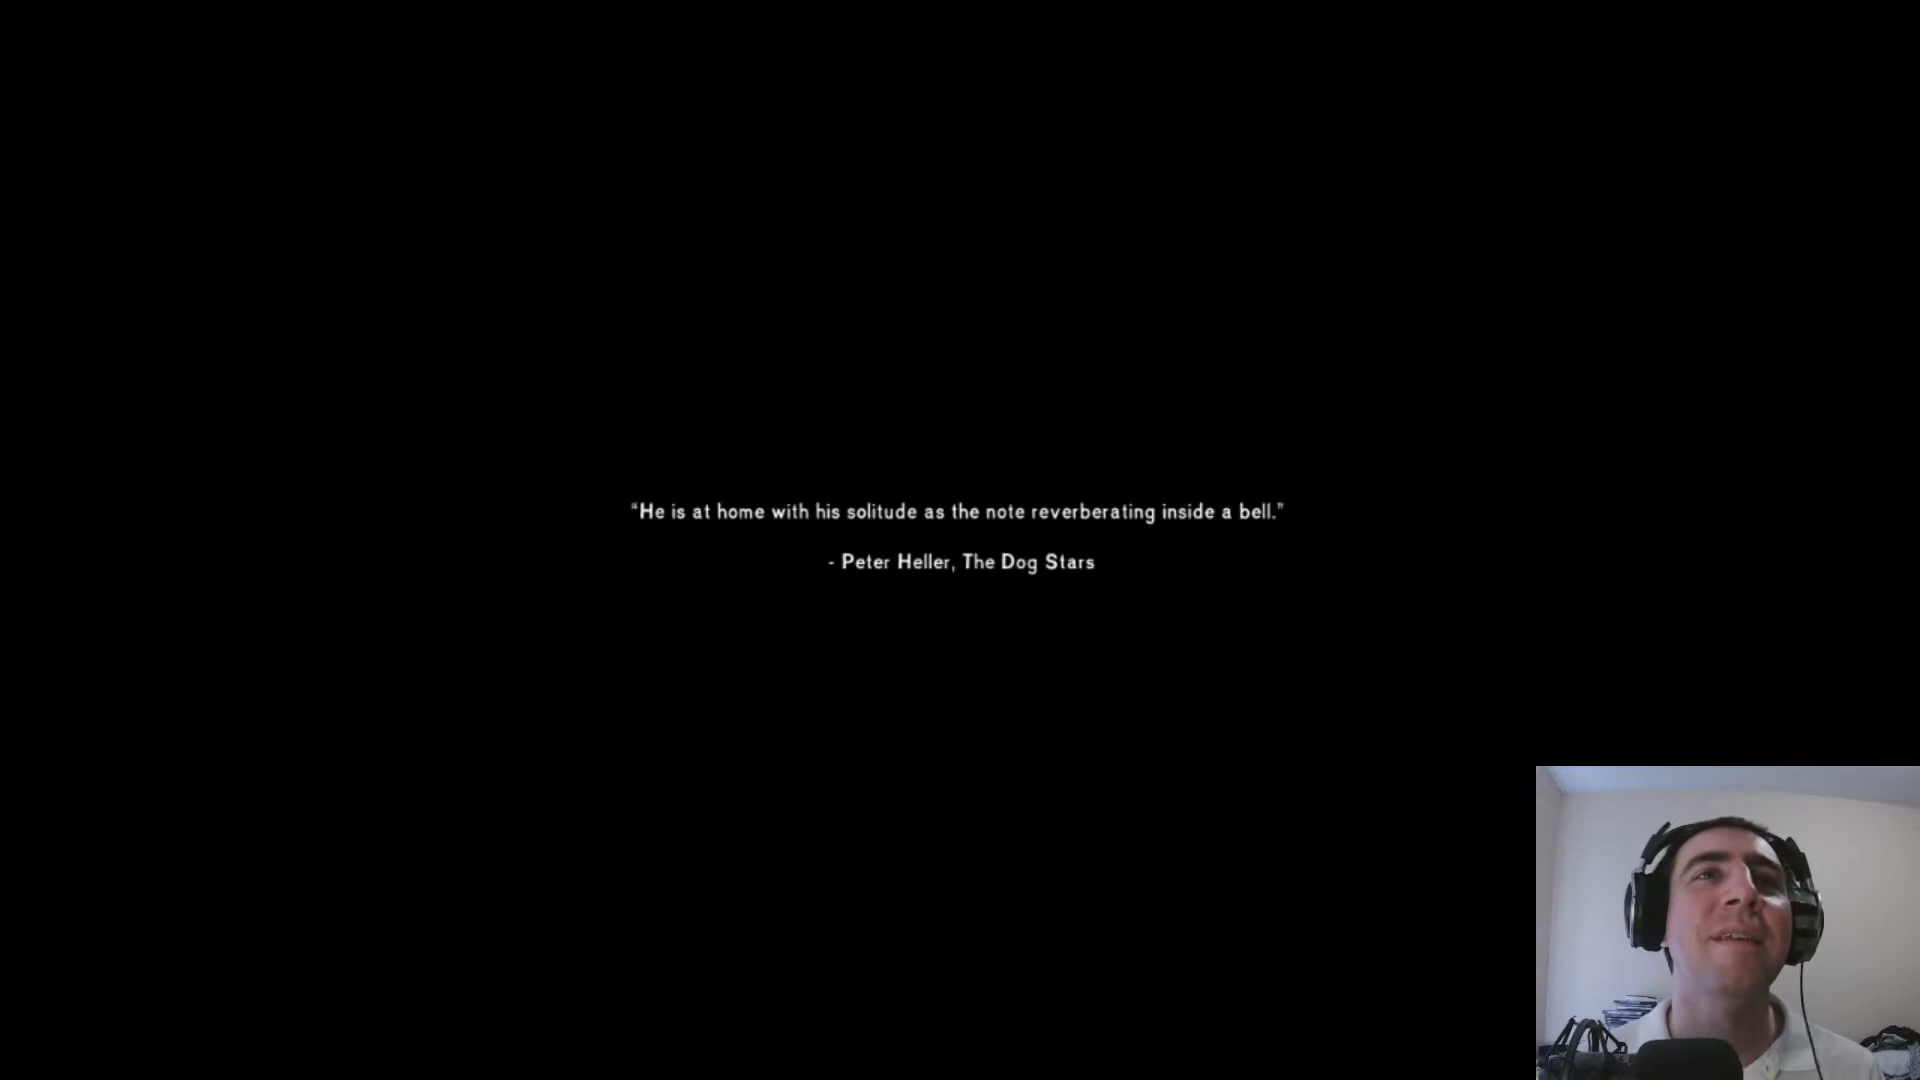 “He is at home with his solitude as the note reverberating inside a bell.”
- Peter Heller, The Dog Stars